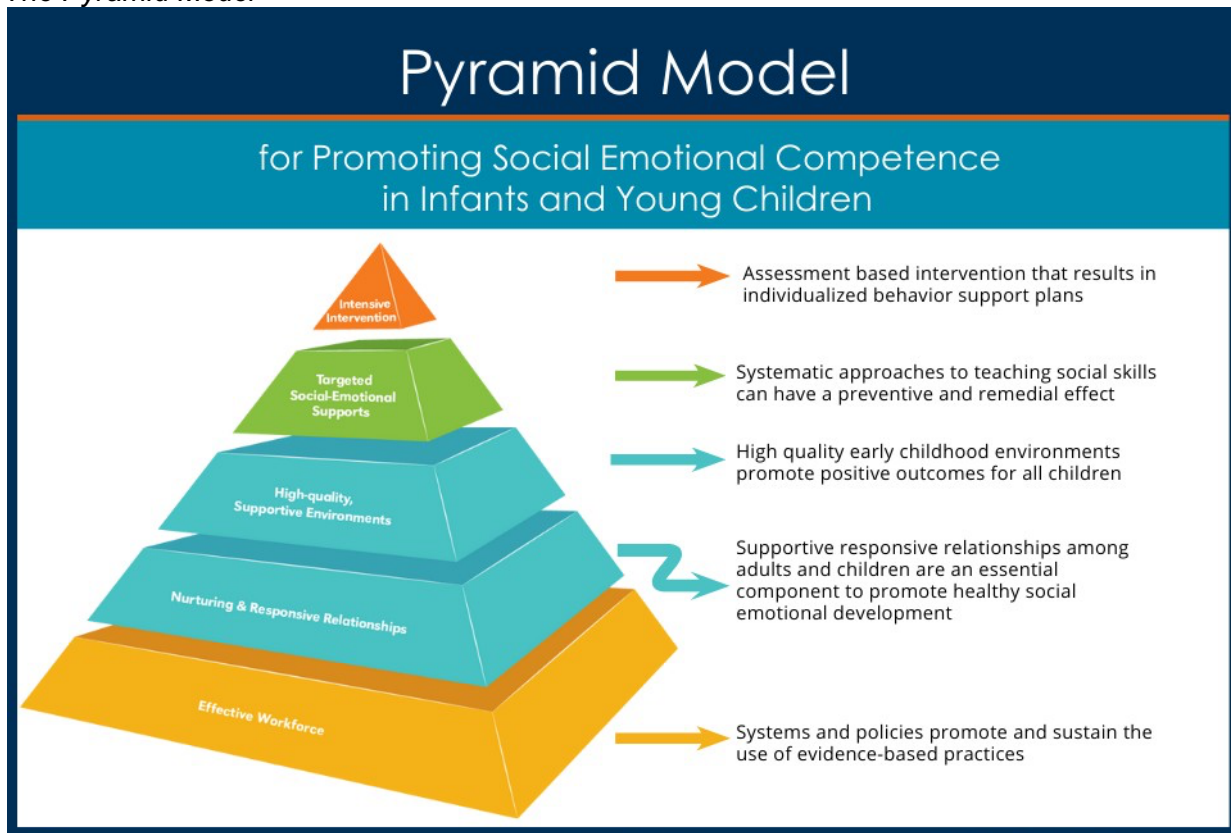 The Pyramid Model
Pyramid Model
for Promoting Social Emotional Competence
in Infants and Young Children
Intensive
Intervention
Assessment based intervention that results in
individualized behavior support plans
Targeted
Social-Emotional
Supports
Systematic approaches to teaching social skills
can have a preventive and remedial effect
High-quality,
Supportive Environments
High quality early childhood environments
promote positive outcomes for all children
Nurturing & Responsive Relationships
Supportive responsive relationships among
adults and children are an essential
component to promote healthy social
emotional development
Effective Workforce
Systems and policies promote and sustain the
use of evidence-based practices